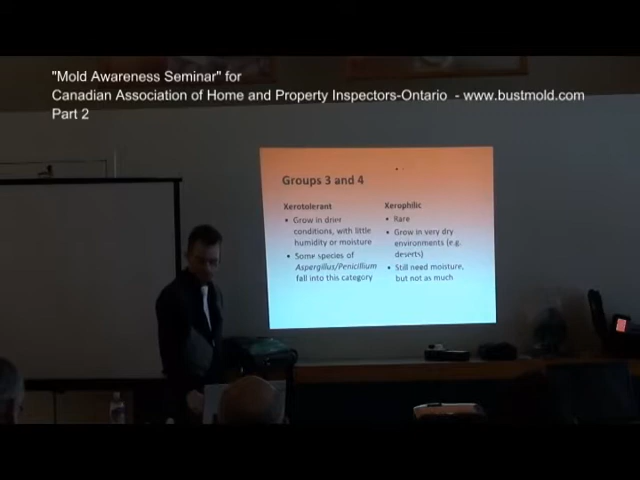 "Mold Awareness Seminar" for
Canadian Association of Home and Property Inspectors-Ontario - www.bustmold.com
Part 2
Groups 3 and 4
Xerotolerant
• Grow in drier
conditions, with little
humidity or moisture
• Some species of
Aspergillus/Penicillium
fall into this category
Xerophilic
• Rare
• Grow in very dry
environments (e.g.
deserts)
• Still need moisture,
but not as much